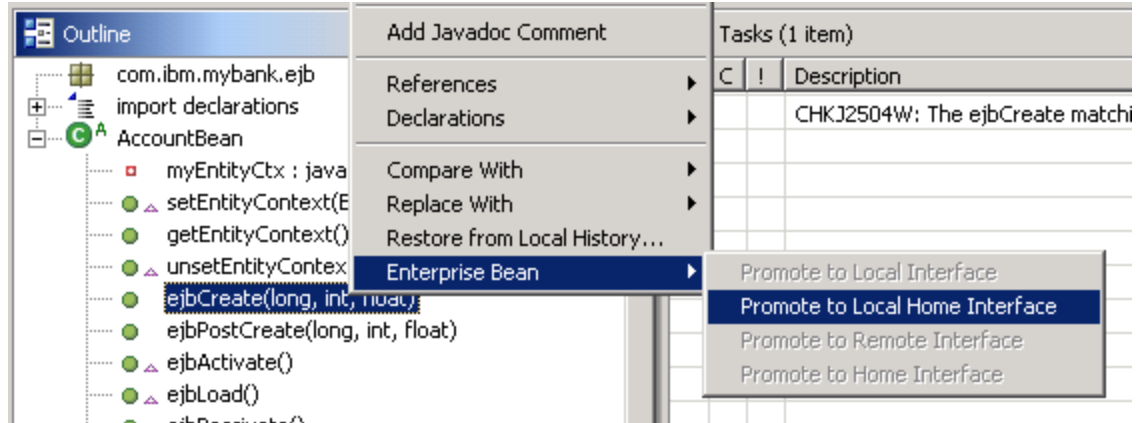 Outline
com.ibm.mybank.ejb
import declarations
C A AccountBean
myEntityCtx : java
setEntityContext(E
getEntityContext()
unsetEntityContex
ejbCreate(long, int, float)
ejbPostCreate(long, int, float)
ejbActivate()
ejbLoad()
ejbPassivate()
Add Javadoc Comment
References
Declarations
Compare With
Replace With
Restore from Local History...
Enterprise Bean
Promote to Local Interface
Promote to Local Home Interface
Promote to Remote Interface
Promote to Home Interface
Tasks (1 item)
C ! Description
CHKJ2504W: The ejbCreate matchi